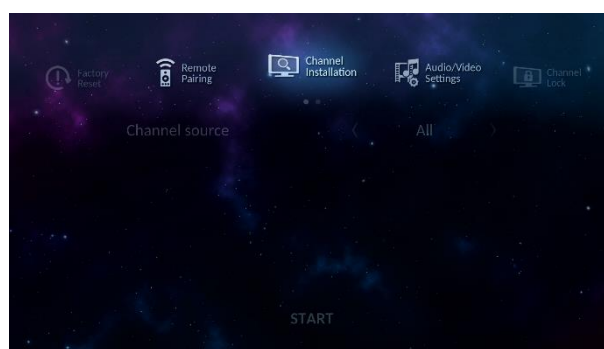 Factory
Reset
Remote
Pairing
Channel
Installation
Audio/Video
Settings
Channel
Lock
Channel source
All
START